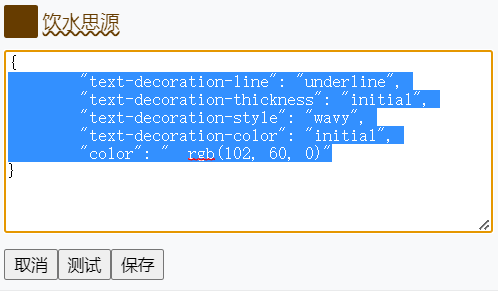 饮水思源
{
"text-decoration-line": "underline",
"text-decoration-thickness": "initial",
"text-decoration-style": "wavy",
"text-decoration-color": "initial",
"color": "  rgb(102, 60, 0)"
}
取消 测试 保存